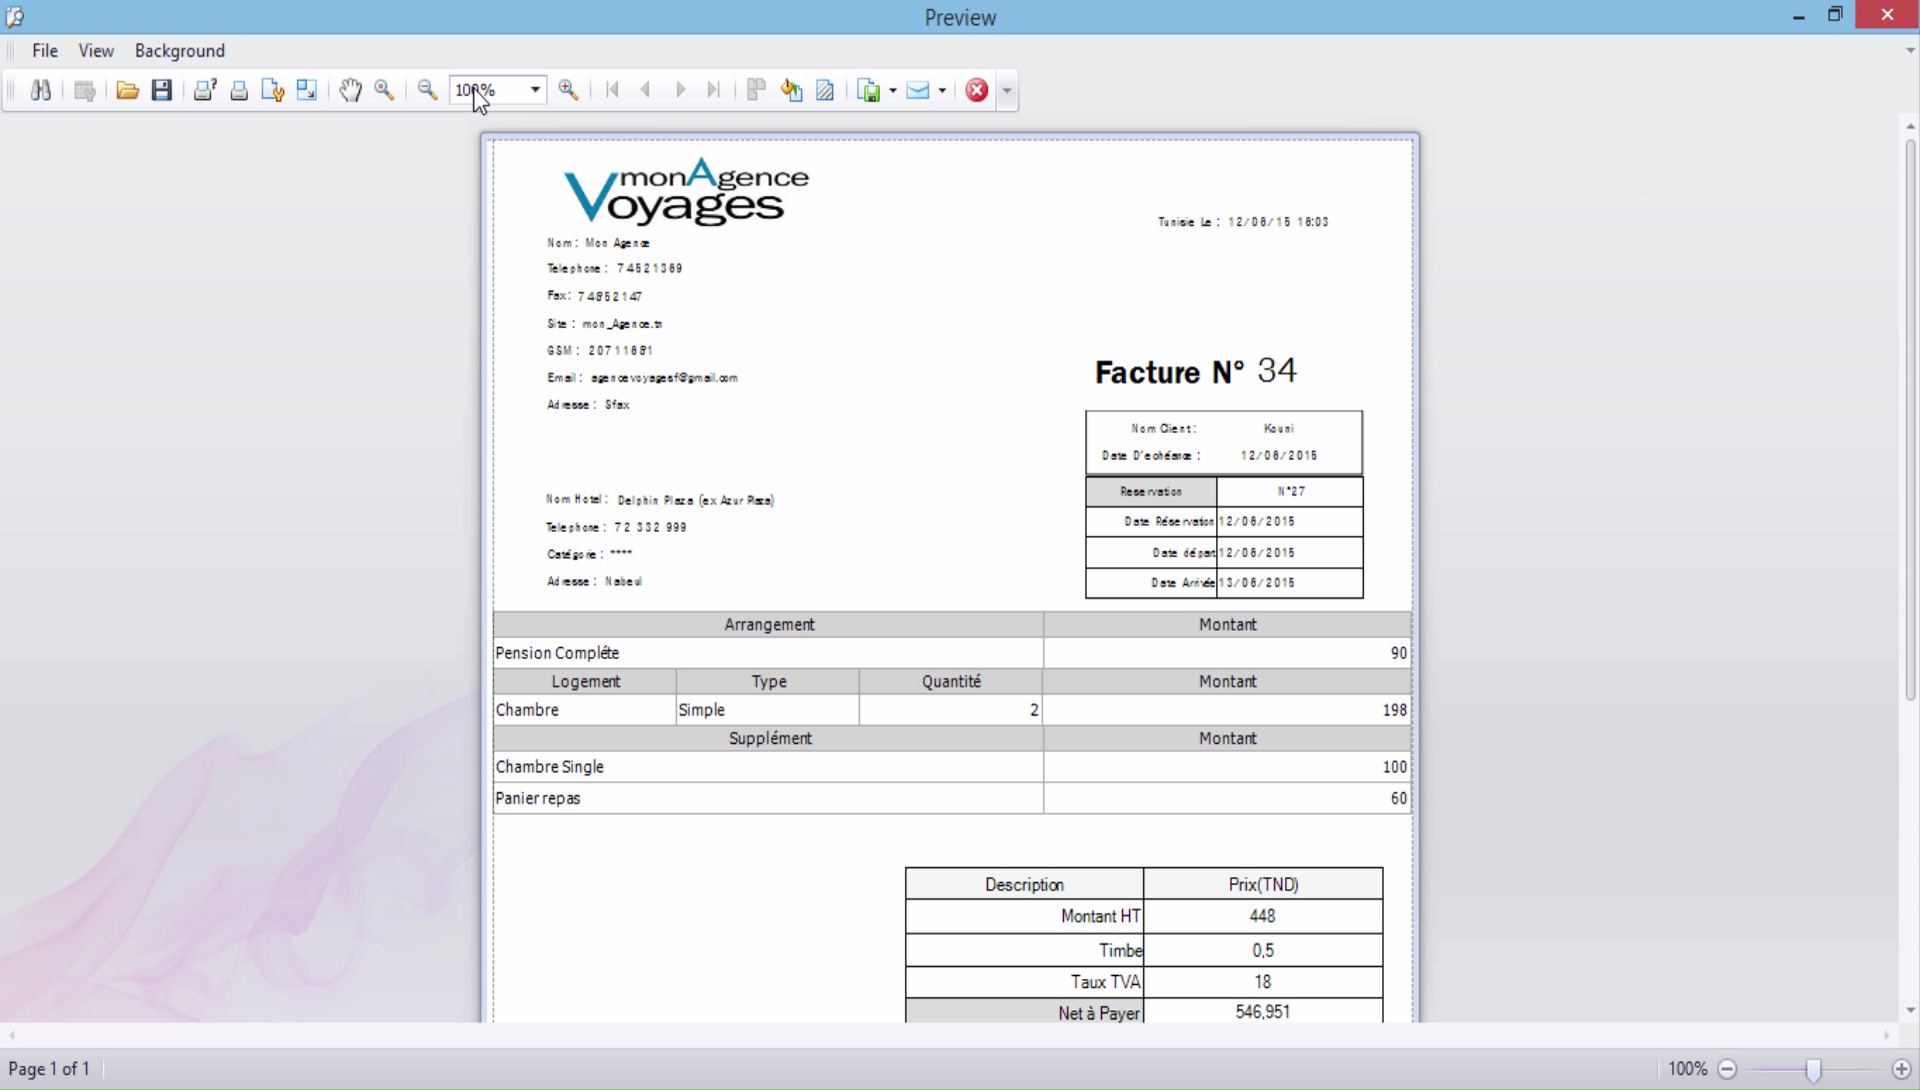 Preview
File View Background
100%
monAgence
Voyages
Tunisie Le : 12/06/15 16:03
Nom : Mon Agence
Telephone : 74521369
Fax : 74952147
Site : mon_Agence.tn
GSM : 20711691
Email : agencevoyagesf@gmail.com
Adresse : Sfax
Facture N° 34
Nom Client : Kouni
Date D'echéance : 12/06/2015
Nom Hotel : Delphin Plaza (ex Azur Plaza)
Telephone : 72 332 999
Catégorie : ****
Adresse : Nabeul
Reservation N°27
Date Réservation 12/06/2015
Date départ 12/06/2015
Date Arrivée 13/06/2015
Arrangement Montant
Pension Compléte 90
Logement Type Quantité Montant
Chambre Simple 2 198
Supplément Montant
Chambre Single 100
Panier repas 60
Description Prix(TND)
Montant HT 448
Timbe 0,5
Taux TVA 18
Net à Payer 546,951
Page 1 of 1
100%